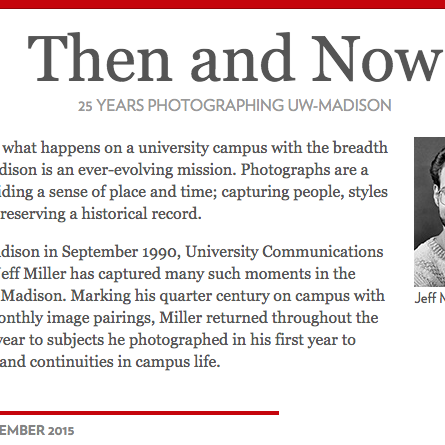 Then and Now
25 YEARS PHOTOGRAPHING UW-MADISON
what happens on a university campus with the breadth
dison is an ever-evolving mission. Photographs are a
iding a sense of place and time; capturing people, styles
reserving a historical record.
dison in September 1990, University Communications
Jeff Miller has captured many such moments in the
Madison. Marking his quarter century on campus with
onthly image pairings, Miller returned throughout the
year to subjects he photographed in his first year to
and continuities in campus life.
Jeff M
EMBER 2015